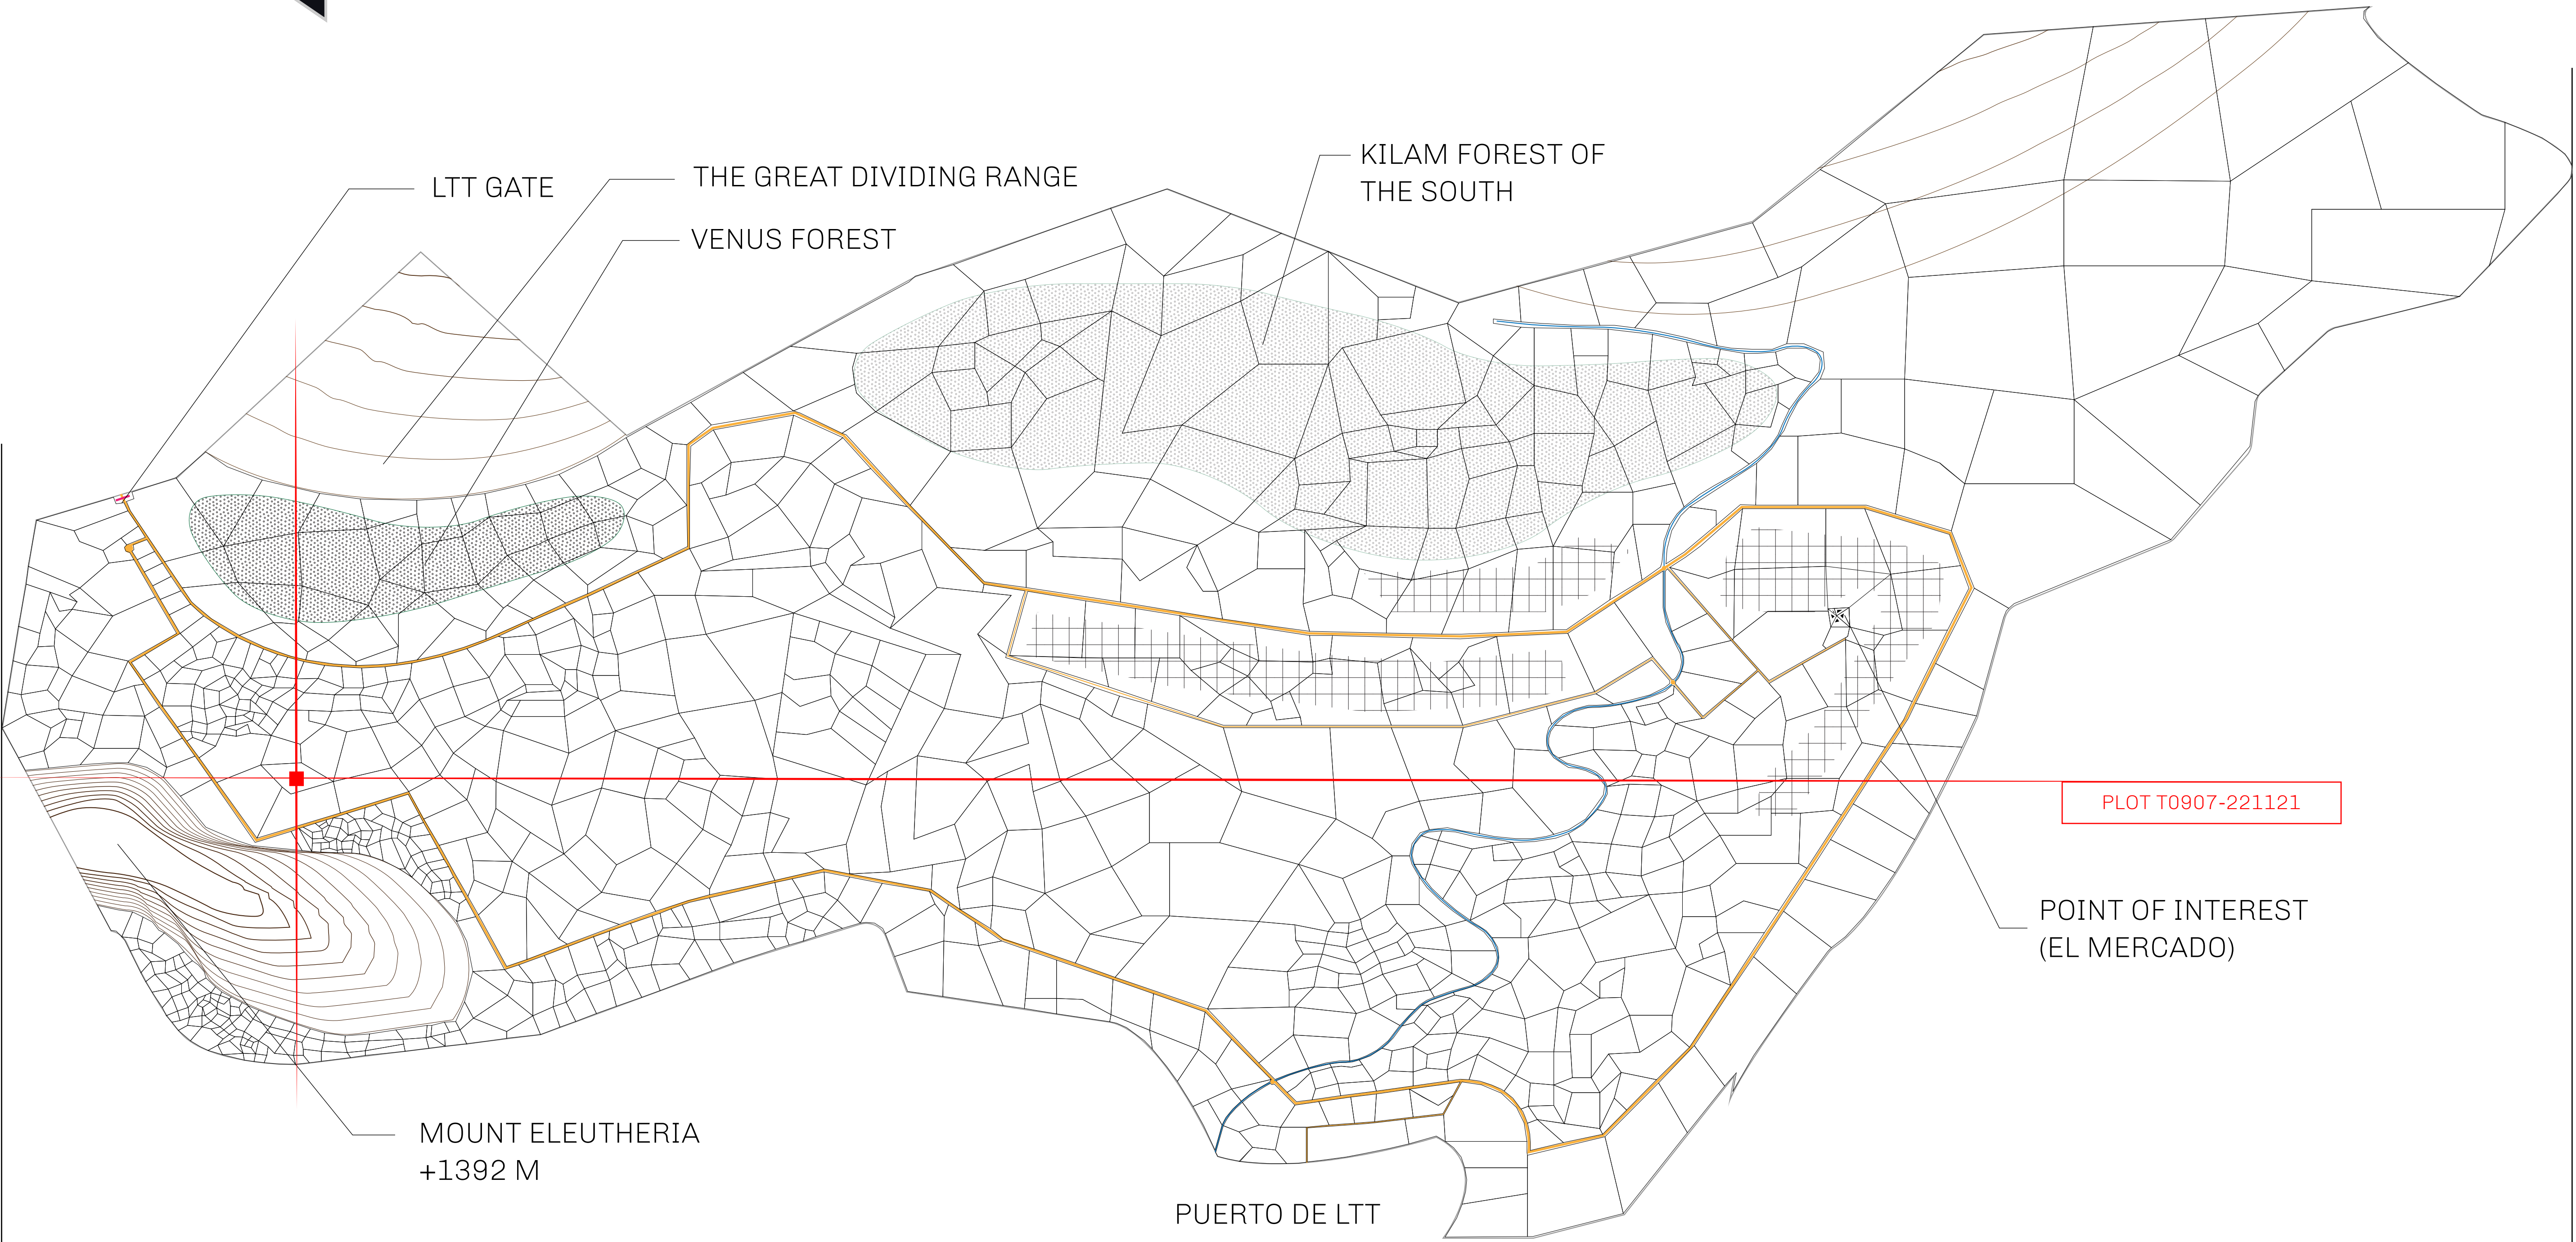 KILAM FOREST OF
THE SOUTH
THE GREAT DIVIDING RANGE
LTT GATE
VENUS FOREST
PLOT T0907-221121
POINT OF INTEREST
(EL MERCADO)
MOUNT ELEUTHERIA
+1392 M
PUERTO DE LTT